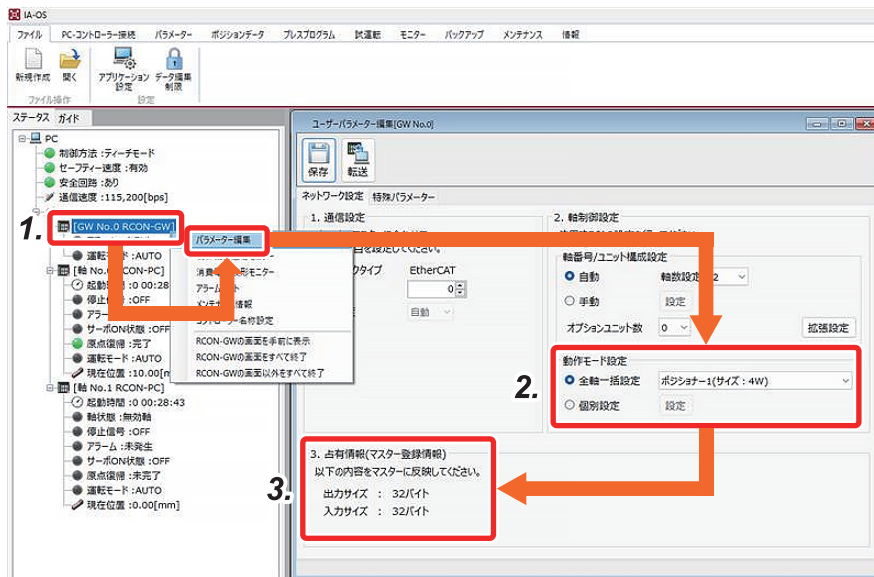 IA-OS
ファイル PC-コントローラー接続 パラメーター ポジションデータ プレスプログラム 試運転 モニター バックアップ メンテナンス 情報
新規作成 開く アプリケーション設定 データ編集制限
ファイル操作 設定
ステータス ガイド
PC
制御方法 :ティーチモード
セーフティー速度 :有効
安全回路 :あり
通信速度 :115,200[bps]
1.
[GW No.0 RCON-GW]
運転モード :AUTO
[軸 No.
起動時間 :0 00:28
停止信号 :OFF
アラー
サーボON状態 :OFF
原点復帰 :完了
運転モード :AUTO
現在位置 :10.00[m
[軸 No.1 RCON-PC]
起動時間 :0 00:28:43
軸状態 :無効軸
停止信号 :OFF
アラーム :未発生
サーボON状態 :OFF
原点復帰 :未完了
運転モード :AUTO
現在位置 :0.00[mm]
パラメーター編集
消費 モニター
アラーム
メンテナ 情報
コントローラー名称設定
RCON-GWの画面を手前に表示
RCON-GWの画面をすべて終了
RCON-GWの画面以外をすべて終了
ユーザーパラメーター編集[GW No.0]
保存 転送
ネットワーク設定 特殊パラメーター
1. 通信設定
を設定してください。
クタイプ EtherCAT
0
自動
2. 軸制御設定
軸番号/ユニット構成設定
自動 軸数設定 2
手動 設定
オプションユニット数 0 拡張設定
2.
動作モード設定
全軸一括設定 ポジショナー1(サイズ : 4W)
個別設定 設定
3.
3. 占有情報(マスター登録情報)
以下の内容をマスターに反映してください。
出力サイズ : 32バイト
入力サイズ : 32バイト